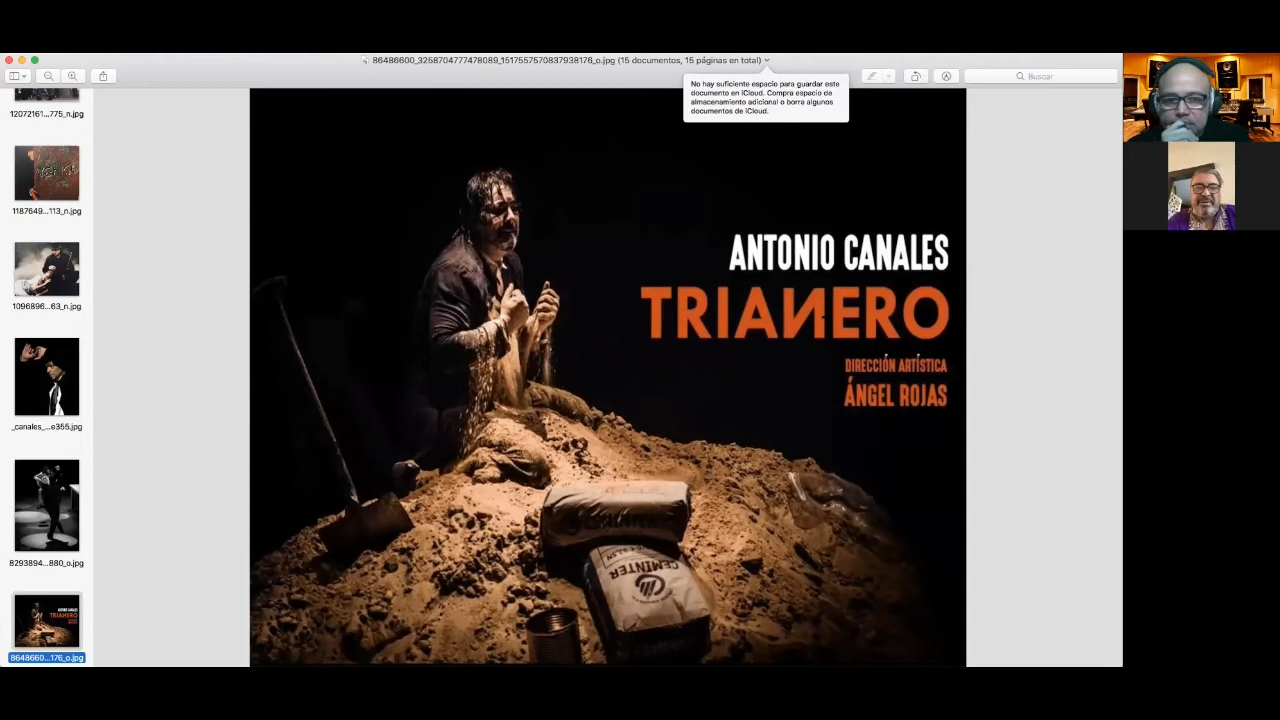 86486600_3258704777478089_1517557570837938176_o.jpg (15 documentos, 15 páginas en total)
Buscar
No hay suficiente espacio para guardar este
documento en iCloud. Compra espacio de
almacenamiento adicional o borra algunos
documentos de iCloud.
12072161...775_n.jpg
1187649...113_n.jpg
1096896...63_n.jpg
_canales_...e355.jpg
8293894...880_o.jpg
8648660...176_o.jpg
ANTONIO CANALES
TRIANERO
DIRECCIÓN ARTÍSTICA
ÁNGEL ROJAS
CEMINTER
CEMINTER